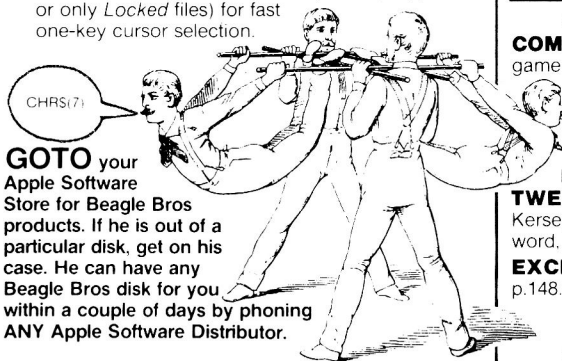 or only Locked files) for fast
one-key cursor selection.
CHRS(7)
GOTO your
Apple Software
Store for Beagle Bros
products. If he is out of a
particular disk, get on his
case. He can have any
Beagle Bros disk for you
within a couple of days by phoning
ANY Apple Software Distributor.
COM
game
TWE
Kerse
word,
EXC
p.148.